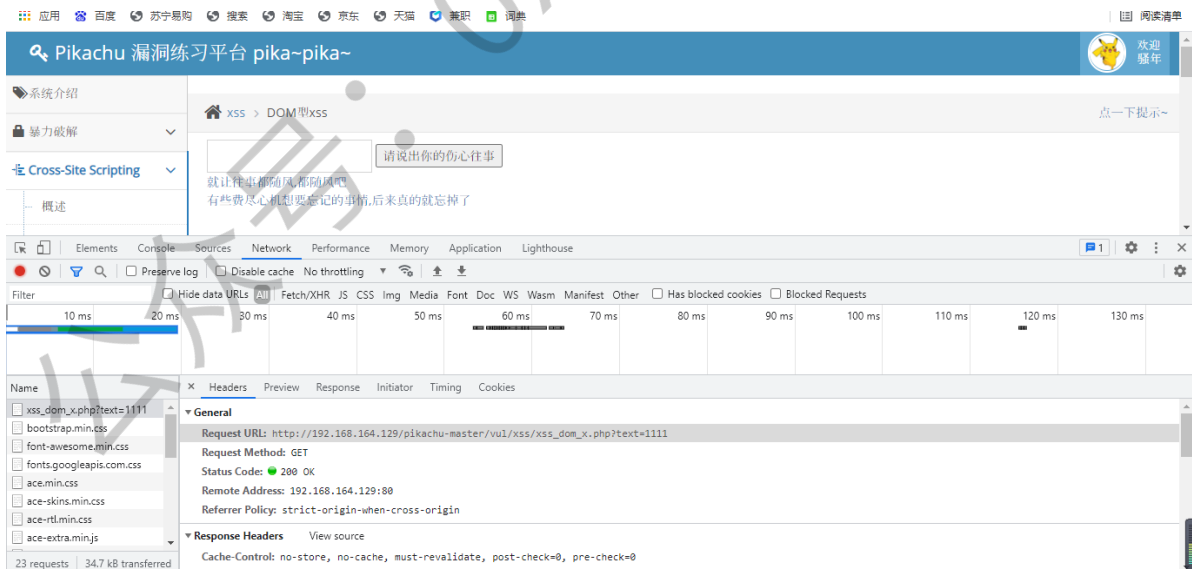 应用 百度 苏宁易购 搜索 淘宝 京东 天猫 兼职 词典 阅读清单
Pikachu 漏洞练习平台 pika~pika~
欢迎
骚年
系统介绍
xss > DOM型xss 点一下提示~
暴力破解
请说出你的伤心往事
Cross-Site Scripting
就让往事都随风,都随风吧
有些费尽心机想要忘记的事情,后来真的就忘掉了
概述
Elements Console Sources Network Performance Memory Application Lighthouse 1
Preserve log Disable cache No throttling
Filter Hide data URLs All Fetch/XHR JS CSS Img Media Font Doc WS Wasm Manifest Other Has blocked cookies Blocked Requests
10 ms 20 ms 30 ms 40 ms 50 ms 60 ms 70 ms 80 ms 90 ms 100 ms 110 ms 120 ms 130 ms
Name × Headers Preview Response Initiator Timing Cookies
xss_dom_x.php?text=1111
bootstrap.min.css
font-awesome.min.css
fonts.googleapis.com.css
ace.min.css
ace-skins.min.css
ace-rtl.min.css
ace-extra.min.js
23 requests 34.7 kB transferred
General
Request URL: http://192.168.164.129/pikachu-master/vul/xss/xss_dom_x.php?text=1111
Request Method: GET
Status Code: 200 OK
Remote Address: 192.168.164.129:80
Referrer Policy: strict-origin-when-cross-origin
Response Headers View source
Cache-Control: no-store, no-cache, must-revalidate, post-check=0, pre-check=0
公众号: